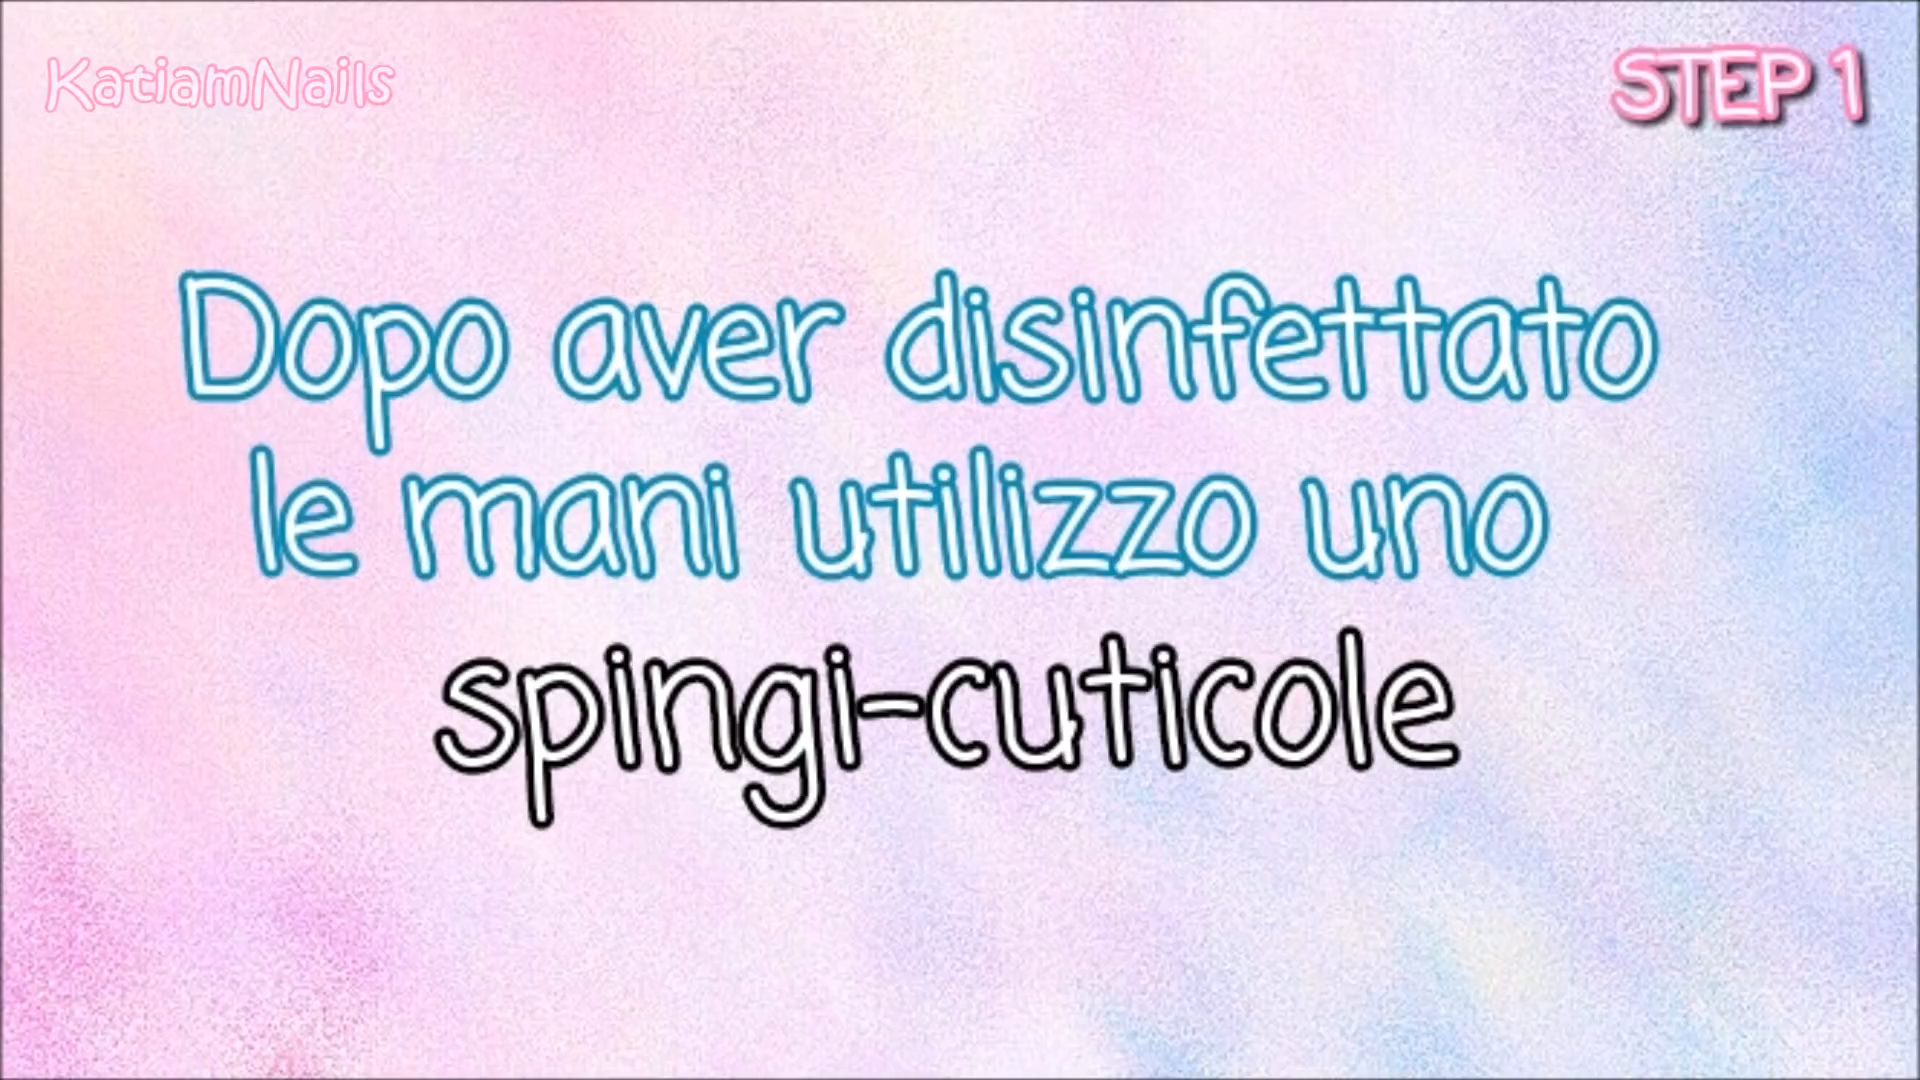 KatiamNails
STEP 1
Dopo aver disinfettato
le mani utilizzo uno
spingi-cuticole